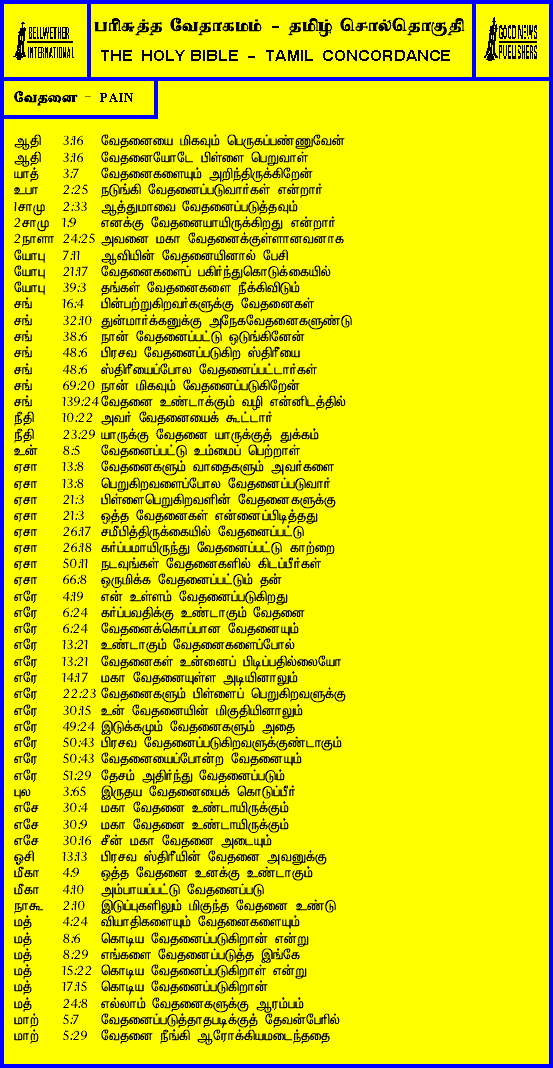 BELLWETHER
INTERNATIONAL
பரிசுத்த வேதாகமம் - தமிழ் சொல்தொகுதி
THE HOLY BIBLE - TAMIL CONCORDANCE
GOOD NEWS
PUBLISHERS
வேதனை - PAIN
ஆதி 3:16 வேதனையை மிகவும் பெருகப்பண்ணுவேன்
ஆதி 3:16 வேதனையோடே பிள்ளை பெறுவாள்
யாத் 3:7 வேதனைகளையும் அறிந்திருக்கிறேன்
உபா 2:25 நடுங்கி வேதனைப்படுவார்கள் என்றார்
1சாமு 2:33 ஆத்துமாவை வேதனைப்படுத்தவும்
2சாமு 1:9 எனக்கு வேதனையாயிருக்கிறது என்றார்
2நாளா 24:25 அவனை மகா வேதனைக்குள்ளானவனாக
யோபு 7:11 ஆவியின் வேதனையினால் பேசி
யோபு 21:17 வேதனைகளைப் பகிர்ந்துகொடுக்கையில்
யோபு 39:3 தங்கள் வேதனைகளை நீக்கிவிடும்
சங் 16:4 பின்பற்றுகிறவர்களுக்கு வேதனைகள்
சங் 32:10 துன்மார்க்கனுக்கு அநேகவேதனைகளுண்டு
சங் 38:6 நான் வேதனைப்பட்டு ஒடுங்கினேன்
சங் 48:6 பிரசவ வேதனைப்படுகிற ஸ்திரீயை
சங் 48:6 ஸ்திரீயைப்போல வேதனைப்பட்டார்கள்
சங் 69:20 நான் மிகவும் வேதனைப்படுகிறேன்
சங் 139:24 வேதனை உண்டாக்கும் வழி என்னிடத்தில்
நீதி 10:22 அவர் வேதனையைக் கூட்டார்
நீதி 23:29 யாருக்கு வேதனை யாருக்குத் துக்கம்
உன் 8:5 வேதனைப்பட்டு உம்மைப் பெற்றாள்
ஏசா 13:8 வேதனைகளும் வாதைகளும் அவர்களை
ஏசா 13:8 பெறுகிறவளைப்போல வேதனைப்படுவார்
ஏசா 21:3 பிள்ளைபெறுகிறவளின் வேதனைகளுக்கு
ஏசா 21:3 ஒத்த வேதனைகள் என்னைப்பிடித்தது
ஏசா 26:17 சமீபித்திருக்கையில் வேதனைப்பட்டு
ஏசா 26:18 கர்ப்பமாயிருந்து வேதனைப்பட்டு காற்றை
ஏசா 50:11 நடவுங்கள் வேதனைகளில் கிடப்பீர்கள்
ஏசா 66:8 ஒருமிக்க வேதனைப்பட்டும் தன்
எரே 4:19 என் உள்ளம் வேதனைப்படுகிறது
எரே 6:24 கர்ப்பவதிக்கு உண்டாகும் வேதனை
எரே 6:24 வேதனைக்கொப்பான வேதனையும்
எரே 13:21 உண்டாகும் வேதனைகளைப்போல்
எரே 13:21 வேதனைகள் உன்னைப் பிடிப்பதில்லையோ
எரே 14:17 மகா வேதனையுள்ள அடியினாலும்
எரே 22:23 வேதனைகளும் பிள்ளைப் பெறுகிறவளுக்கு
எரே 30:15 உன் வேதனையின் மிகுதியினாலும்
எரே 49:24 இடுக்கமும் வேதனைகளும் அதை
எரே 50:43 பிரசவ வேதனைப்படுகிறவளுக்குண்டாகும்
எரே 50:43 வேதனையைப்போன்ற வேதனையும்
எரே 51:29 தேசம் அதிர்ந்து வேதனைப்படும்
புல 3:65 இருதய வேதனையைக் கொடுப்பீர்
எசே 30:4 மகா வேதனை உண்டாயிருக்கும்
எசே 30:9 மகா வேதனை உண்டாயிருக்கும்
எசே 30:16 சீன் மகா வேதனை அடையும்
ஓசி 13:13 பிரசவ ஸ்திரீயின் வேதனை அவனுக்கு
மீகா 4:9 ஒத்த வேதனை உனக்கு உண்டாகும்
மீகா 4:10 அம்பாயப்பட்டு வேதனைப்படு
நாகூ 2:10 இடுப்புகளிலும் மிகுந்த வேதனை உண்டு
மத் 4:24 வியாதிகளையும் வேதனைகளையும்
மத் 8:6 கொடிய வேதனைப்படுகிறான் என்று
மத் 8:29 எங்களை வேதனைப்படுத்த இங்கே
மத் 15:22 கொடிய வேதனைப்படுகிறாள் என்று
மத் 17:15 கொடிய வேதனைப்படுகிறான்
மத் 24:8 எல்லாம் வேதனைகளுக்கு ஆரம்பம்
மாற் 5:7 வேதனைப்படுத்தாதபடிக்குத் தேவன்பேரில்
மாற் 5:29 வேதனை நீங்கி ஆரோக்கியமடைந்ததை